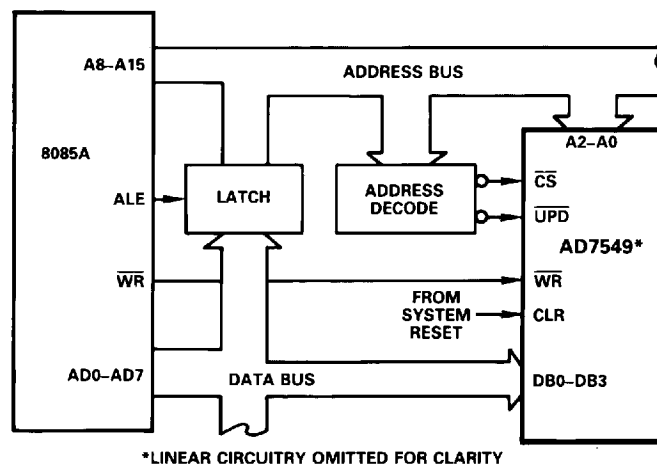 A8–A15
ADDRESS BUS
A2–A0
8085A
ALE
LATCH
ADDRESS
DECODE
CS
UPD
AD7549*
WR
WR
FROM
SYSTEM
RESET
CLR
AD0–AD7
DATA BUS
DB0–DB3
*LINEAR CIRCUITRY OMITTED FOR CLARITY